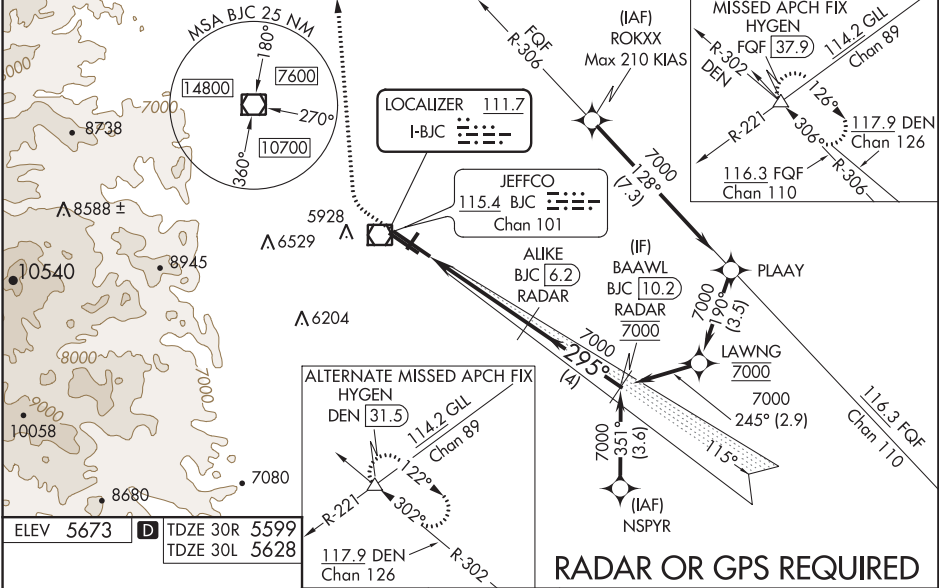 MSA BJC 25 NM
180°
7600
14800
270°
10700
360°
LOCALIZER 111.7
I-BJC
JEFFCO
115.4 BJC
Chan 101
FQF
R-306
(IAF)
ROKXX
Max 210 KIAS
7000
128°
(7.3)
MISSED APCH FIX
HYGEN
FQF 37.9
114.2 GLL
Chan 89
R-302
DEN
126°
R-221
306°
117.9 DEN
Chan 126
R-306
116.3 FQF
Chan 110
7000
8738
8588 ±
5928
6529
10540
8945
6204
ALIKE
BJC 6.2
RADAR
(IF)
BAAWL
BJC 10.2
RADAR
7000
PLAAY
7000
190°
(3.5)
LAWNG
7000
7000
295°
(4)
7000
245° (2.9)
7000
351°
(3.6)
115°
(IAF)
NSPYR
116.3 FQF
Chan 110
8000
7000
9000
10058
7080
8680
ALTERNATE MISSED APCH FIX
HYGEN
DEN 31.5
114.2 GLL
Chan 89
122°
R-221
302°
117.9 DEN
Chan 126
R-302
ELEV 5673
D
TDZE 30R 5599
TDZE 30L 5628
RADAR OR GPS REQUIRED